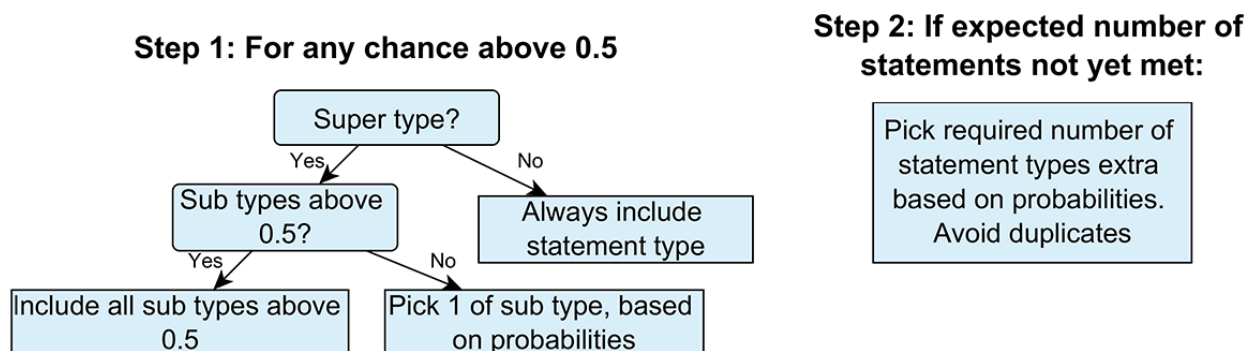 Step 1: For any chance above 0.5
Super type?
Yes
No
Sub types above
0.5?
Always include
statement type
Yes
No
Include all sub types above
0.5
Pick 1 of sub type, based
on probabilities
Step 2: If expected number of
statements not yet met:
Pick required number of
statement types extra
based on probabilities.
Avoid duplicates